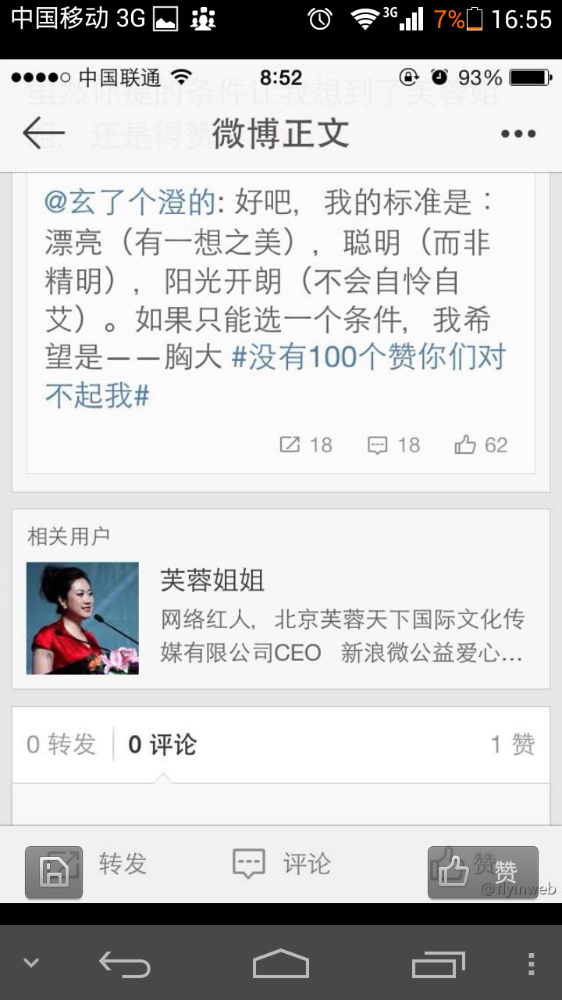 中国移动 3G 3G 7% 16:55
中国联通 8:52 93%
虽然你提的条件让我想到了芙蓉姐
姐，还是得赞
微博正文
@玄了个澄的: 好吧，我的标准是：
漂亮（有一想之美），聪明（而非
精明），阳光开朗（不会自怜自
艾）。如果只能选一个条件，我希
望是——胸大 #没有100个赞你们对
不起我#
18 18 62
相关用户
芙蓉姐姐
网络红人，北京芙蓉天下国际文化传
媒有限公司CEO 新浪微公益爱心...
0 转发 0 评论 1 赞
转发 评论 赞
赞
@flyinweb